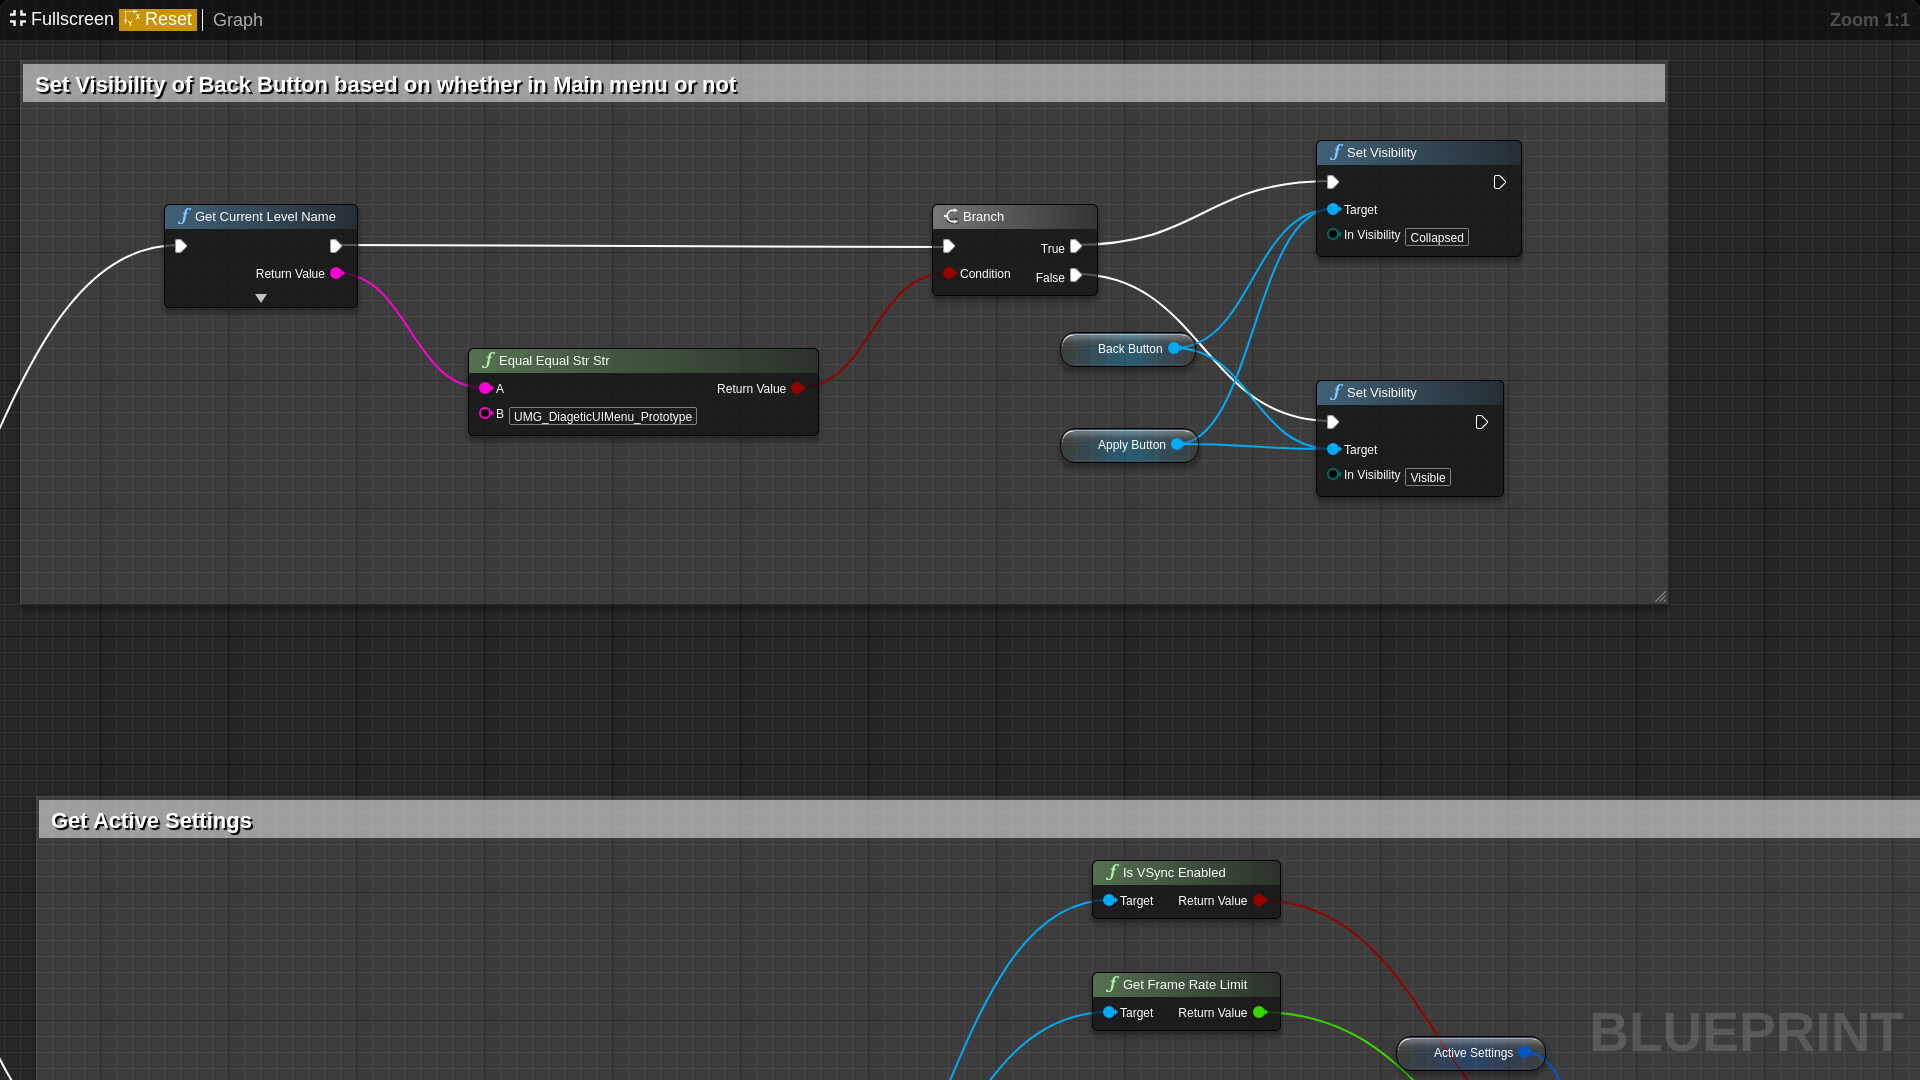 Fullscreen Reset Graph Zoom 1:1
Set Visibility of Back Button based on whether in Main menu or not
Set Visibility
Target
In Visibility Collapsed
Get Current Level Name
Return Value
Branch
True
Condition False
Back Button
Equal Equal Str Str
A Return Value
B UMG_DiageticUIMenu_Prototype
Set Visibility
Target
In Visibility Visible
Apply Button
Get Active Settings
Is VSync Enabled
Target Return Value
Get Frame Rate Limit
Target Return Value
Active Settings
BLUEPRINT